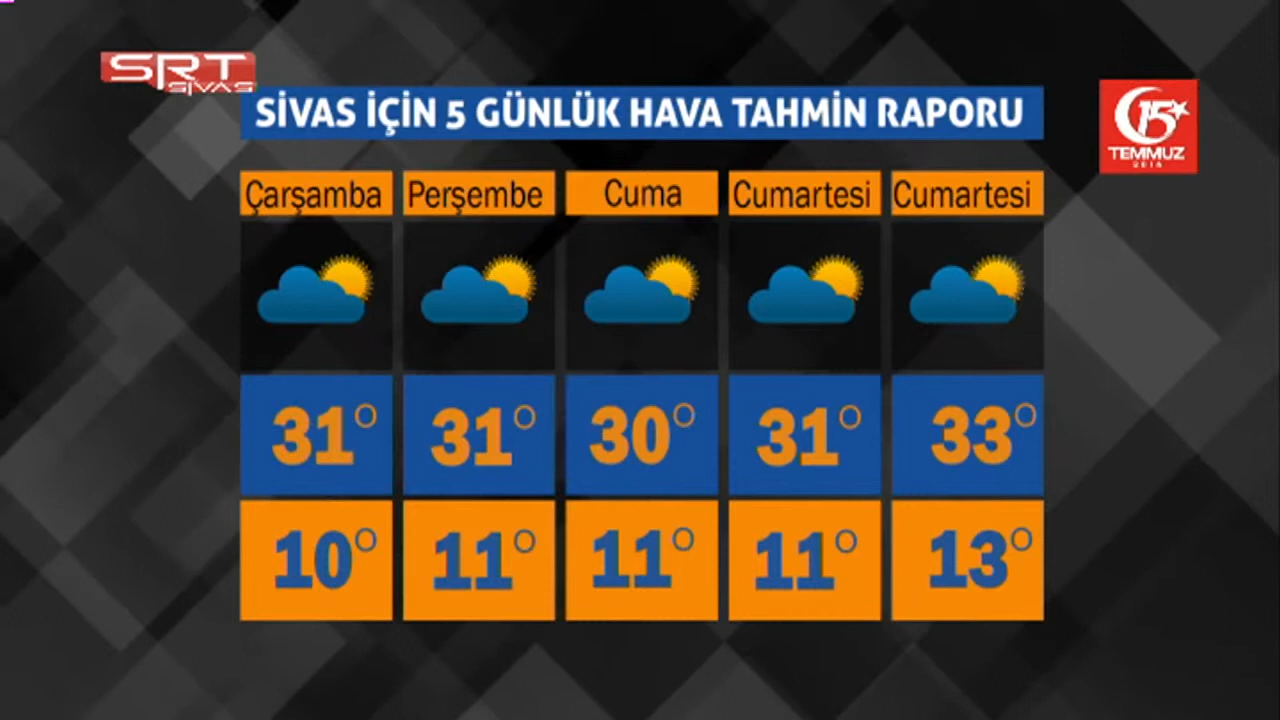 SRT
SİVAS
SİVAS İÇİN 5 GÜNLÜK HAVA TAHMİN RAPORU
15
TEMMUZ
2016
Çarşamba Perşembe Cuma Cumartesi Cumartesi
31° 31° 30° 31° 33°
10° 11° 11° 11° 13°